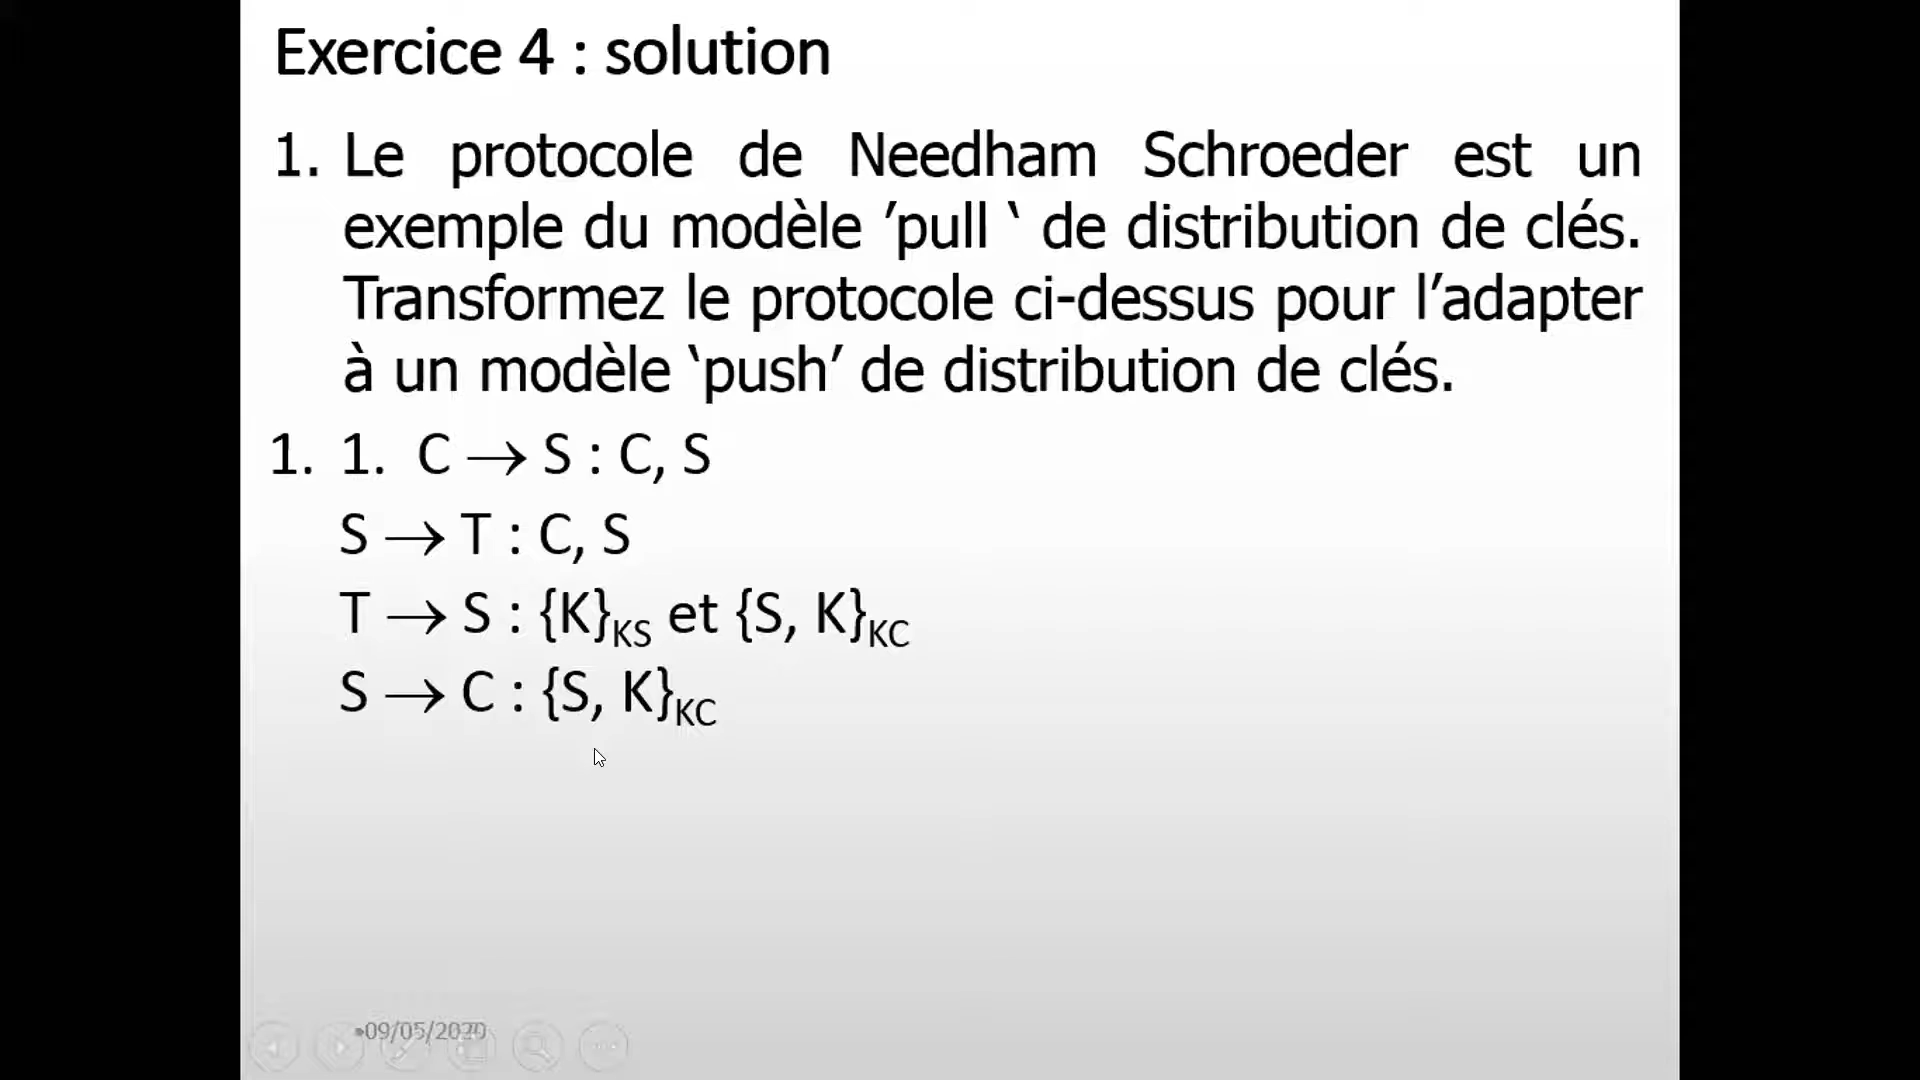 Exercice 4 : solution
1. Le protocole de Needham Schroeder est un
exemple du modèle ’pull ‘ de distribution de clés.
Transformez le protocole ci-dessus pour l’adapter
à un modèle ‘push’ de distribution de clés.
1. 1. C → S : C, S
S → T : C, S
T → S : {K}KS et {S, K}KC
S → C : {S, K}KC
•09/05/2020